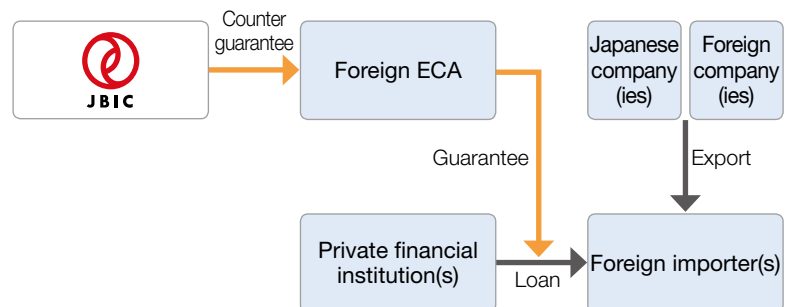 Counter
guarantee
JBIC
Foreign ECA
Japanese
company
(ies)
Foreign
company
(ies)
Guarantee
Export
Private financial
institution(s)
Loan
Foreign importer(s)